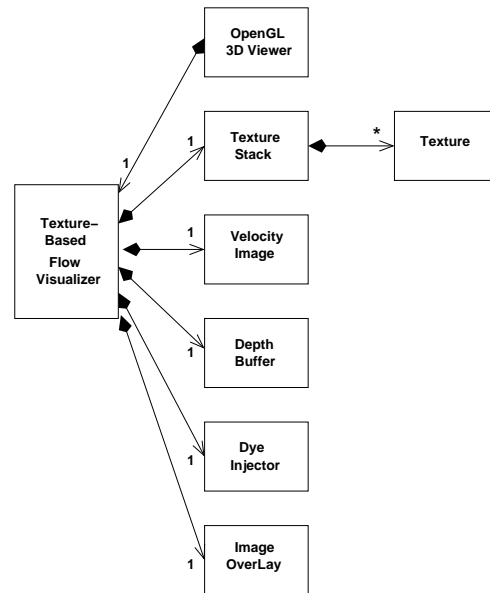 OpenGL
3D Viewer
1
1
Texture
Stack
*
Texture
Texture–
Based
Flow
Visualizer
1
Velocity
Image
1
Depth
Buffer
1
Dye
Injector
1
Image
OverLay